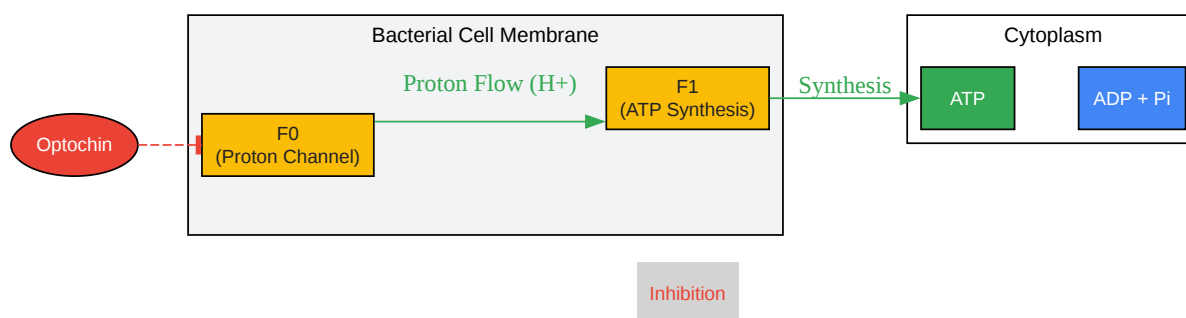 Bacterial Cell Membrane
Cytoplasm
Optochin
F0
(Proton Channel)
Proton Flow (H+)
F1
(ATP Synthesis)
Synthesis
ATP
ADP + Pi
Inhibition